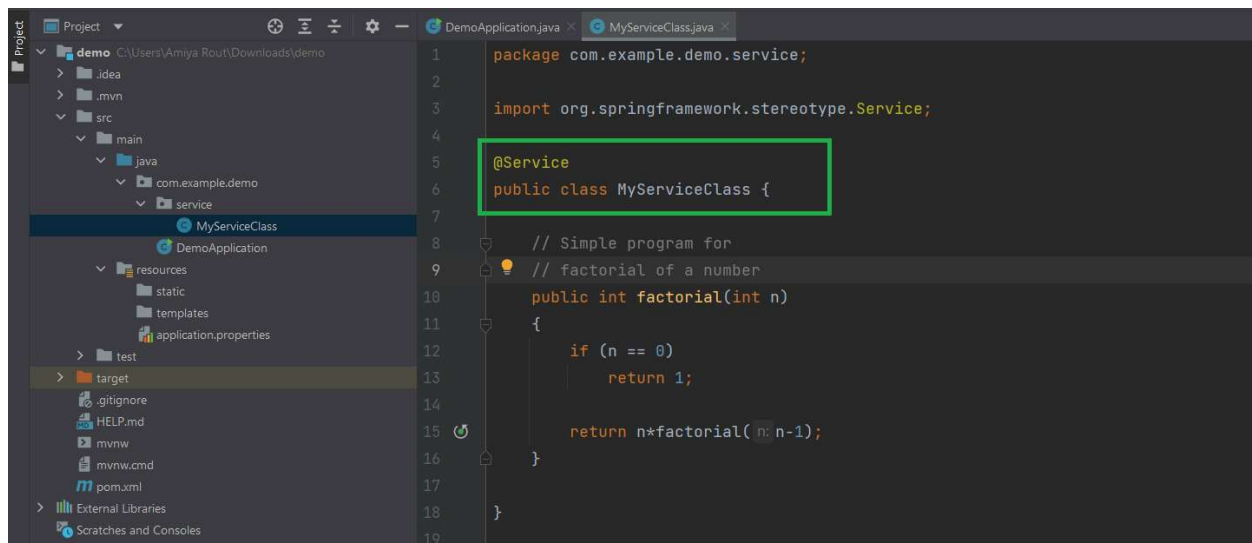 Project
Project
DemoApplication.java
MyServiceClass.java
demo C:\Users\Amiya Rout\Downloads\demo
.idea
.mvn
src
main
java
com.example.demo
service
MyServiceClass
DemoApplication
resources
static
templates
application.properties
test
target
.gitignore
HELP.md
mvnw
mvnw.cmd
pom.xml
External Libraries
Scratches and Consoles
1 package com.example.demo.service;
2
3 import org.springframework.stereotype.Service;
4
5 @Service
6 public class MyServiceClass {
7
8 // Simple program for
9 // factorial of a number
10 public int factorial(int n)
11 {
12 if (n == 0)
13 return 1;
14
15 return n*factorial( n: n-1);
16 }
17
18 }
19